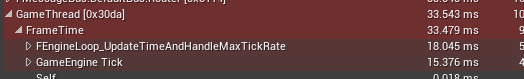 GameThread [0x30da] 33.543 ms
FrameTime 33.479 ms
FEngineLoop_UpdateTimeAndHandleMaxTickRate 18.045 ms
GameEngine Tick 15.376 ms
Self 0.018 ms